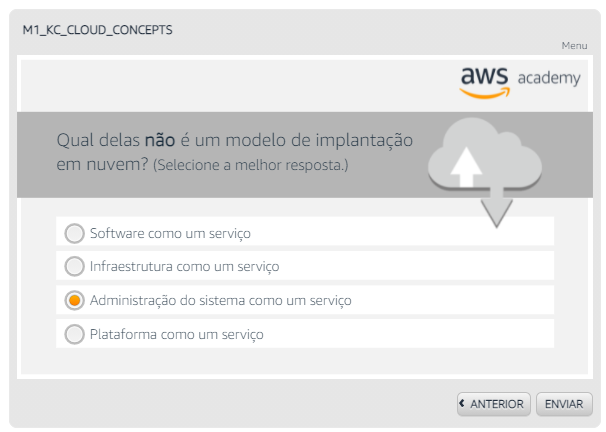 M1_KC_CLOUD_CONCEPTS
Menu
aws academy
Qual delas não é um modelo de implantação
em nuvem? (Selecione a melhor resposta.)
Software como um serviço
Infraestrutura como um serviço
Administração do sistema como um serviço
Plataforma como um serviço
ANTERIOR ENVIAR